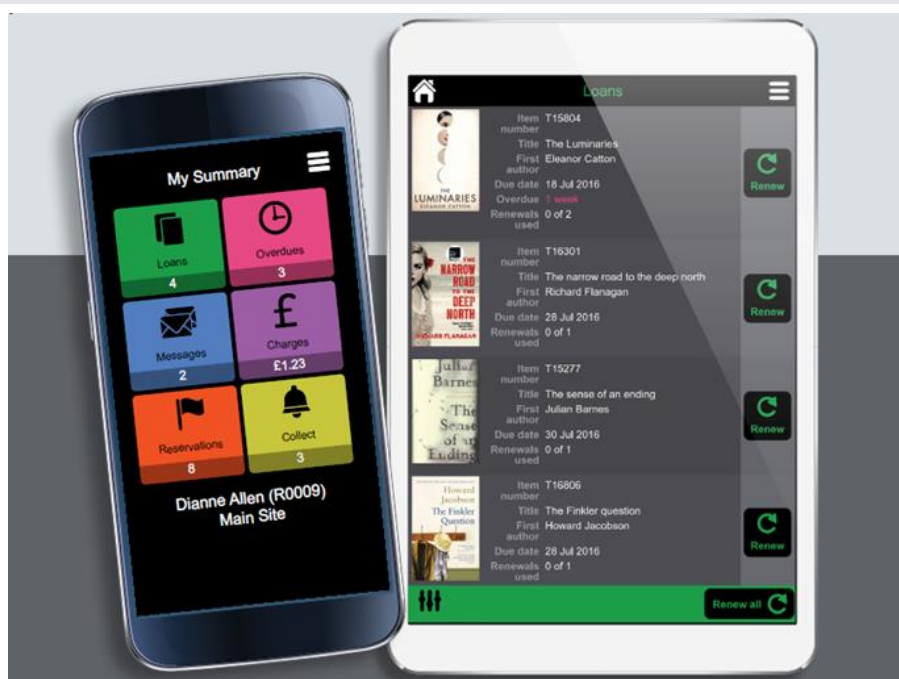 My Summary
Loans
4
Overdues
3
Messages
2
Charges
£1.23
Reservations
8
Collect
3
Dianne Allen (R0009)
Main Site
Loans
THE
LUMINARIES
ELEANOR CATTON
Item number T15804
Title The Luminaries
First author Eleanor Catton
Due date 18 Jul 2016
Overdue 1 week
Renewals used 0 of 2
Renew
THE
NARROW
ROAD
TO THE
DEEP
NORTH
RICHARD FLANAGAN
Item number T16301
Title The narrow road to the deep north
First author Richard Flanagan
Due date 28 Jul 2016
Renewals used 0 of 1
Renew
Julian
Barnes
The
Sense
of an
Ending
Item number T15277
Title The sense of an ending
First author Julian Barnes
Due date 30 Jul 2016
Renewals used 0 of 1
Renew
Howard
Jacobson
The Finkler
Question
Item number T16806
Title The Finkler question
First author Howard Jacobson
Due date 28 Jul 2016
Renewals used 0 of 1
Renew
Renew all